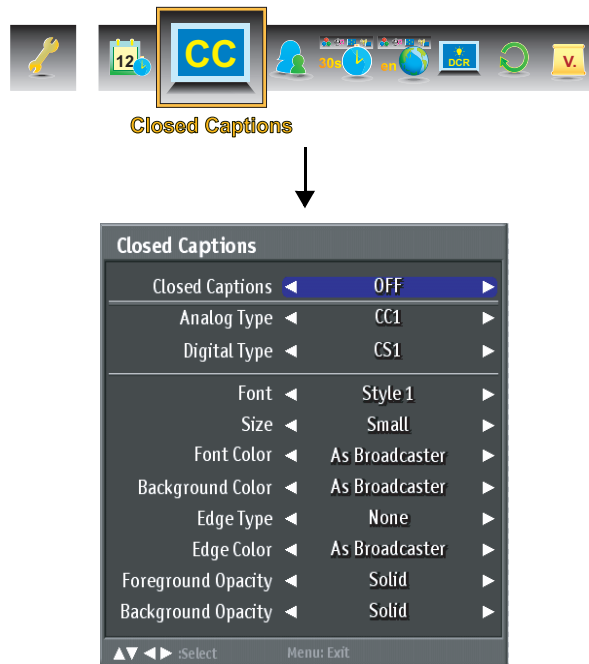 12 CC 30s en DCR V.
Closed Captions
Closed Captions
Closed Captions ◀ OFF ▶
Analog Type ◀ CC1 ▶
Digital Type ◀ CS1 ▶
Font ◀ Style 1 ▶
Size ◀ Small ▶
Font Color ◀ As Broadcaster ▶
Background Color ◀ As Broadcaster ▶
Edge Type ◀ None ▶
Edge Color ◀ As Broadcaster ▶
Foreground Opacity ◀ Solid ▶
Background Opacity ◀ Solid ▶
▲▼ ◀▶ :Select Menu: Exit